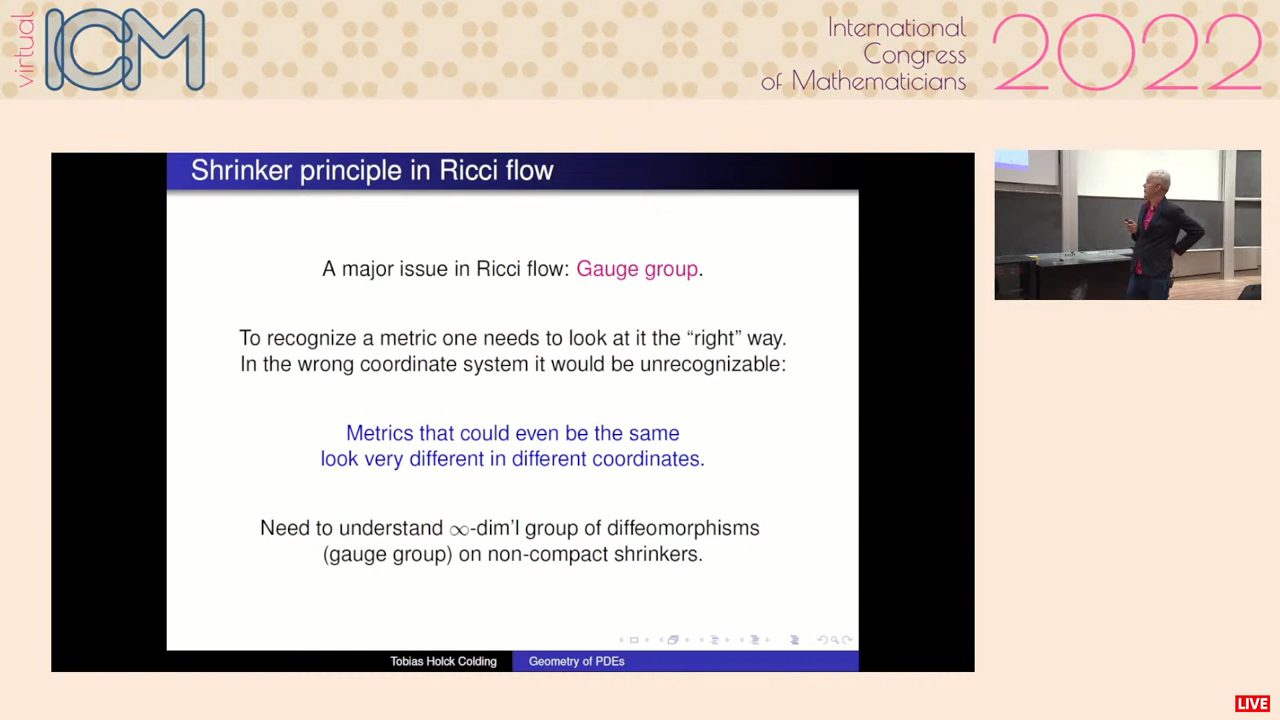 virtual
ICM
International
Congress
of Mathematicians
2022
Shrinker principle in Ricci flow
A major issue in Ricci flow: Gauge group.
To recognize a metric one needs to look at it the “right” way.
In the wrong coordinate system it would be unrecognizable:
Metrics that could even be the same
look very different in different coordinates.
Need to understand ∞-dim’l group of diffeomorphisms
(gauge group) on non-compact shrinkers.
Tobias Holck Colding
Geometry of PDEs
LIVE